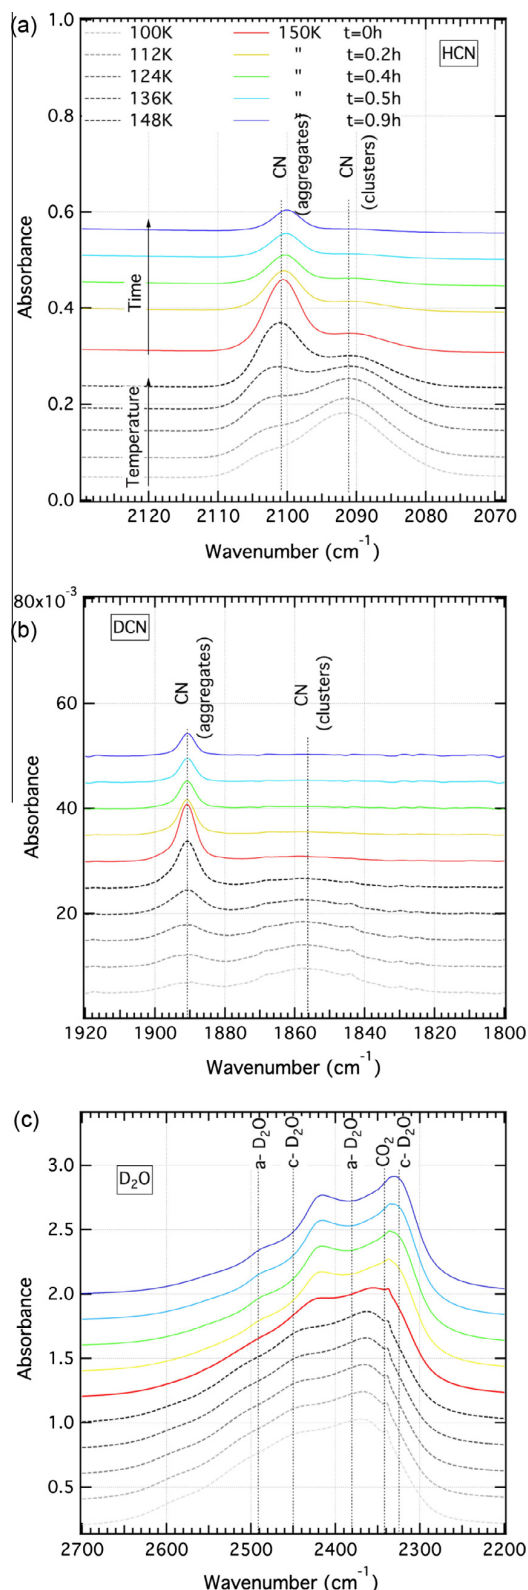 (a)
1.0
0.8
0.6
0.4
0.2
0.0
Absorbance
100K
112K
124K
136K
148K
150K t=0h
" t=0.2h
" t=0.4h
" t=0.5h
" t=0.9h
HCN
CN
(aggregates)
CN
(clusters)
Time
Temperature
2120 2110 2100 2090 2080 2070
Wavenumber (cm-1)
(b)
80x10-3
60
40
20
Absorbance
DCN
CN
(aggregates)
CN
(clusters)
1920 1900 1880 1860 1840 1820 1800
Wavenumber (cm-1)
(c)
3.0
2.5
2.0
1.5
1.0
0.5
Absorbance
D2O
a- D2O
c- D2O
a- D2O
CO2
c- D2O
2700 2600 2500 2400 2300 2200
Wavenumber (cm-1)